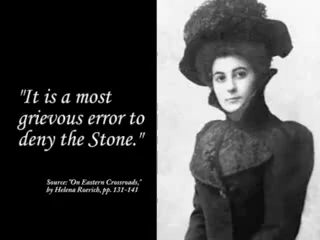 "It is a most
grievous error to
deny the Stone."
Source: "On Eastern Crossroads,"
by Helena Roerich, pp. 131-141